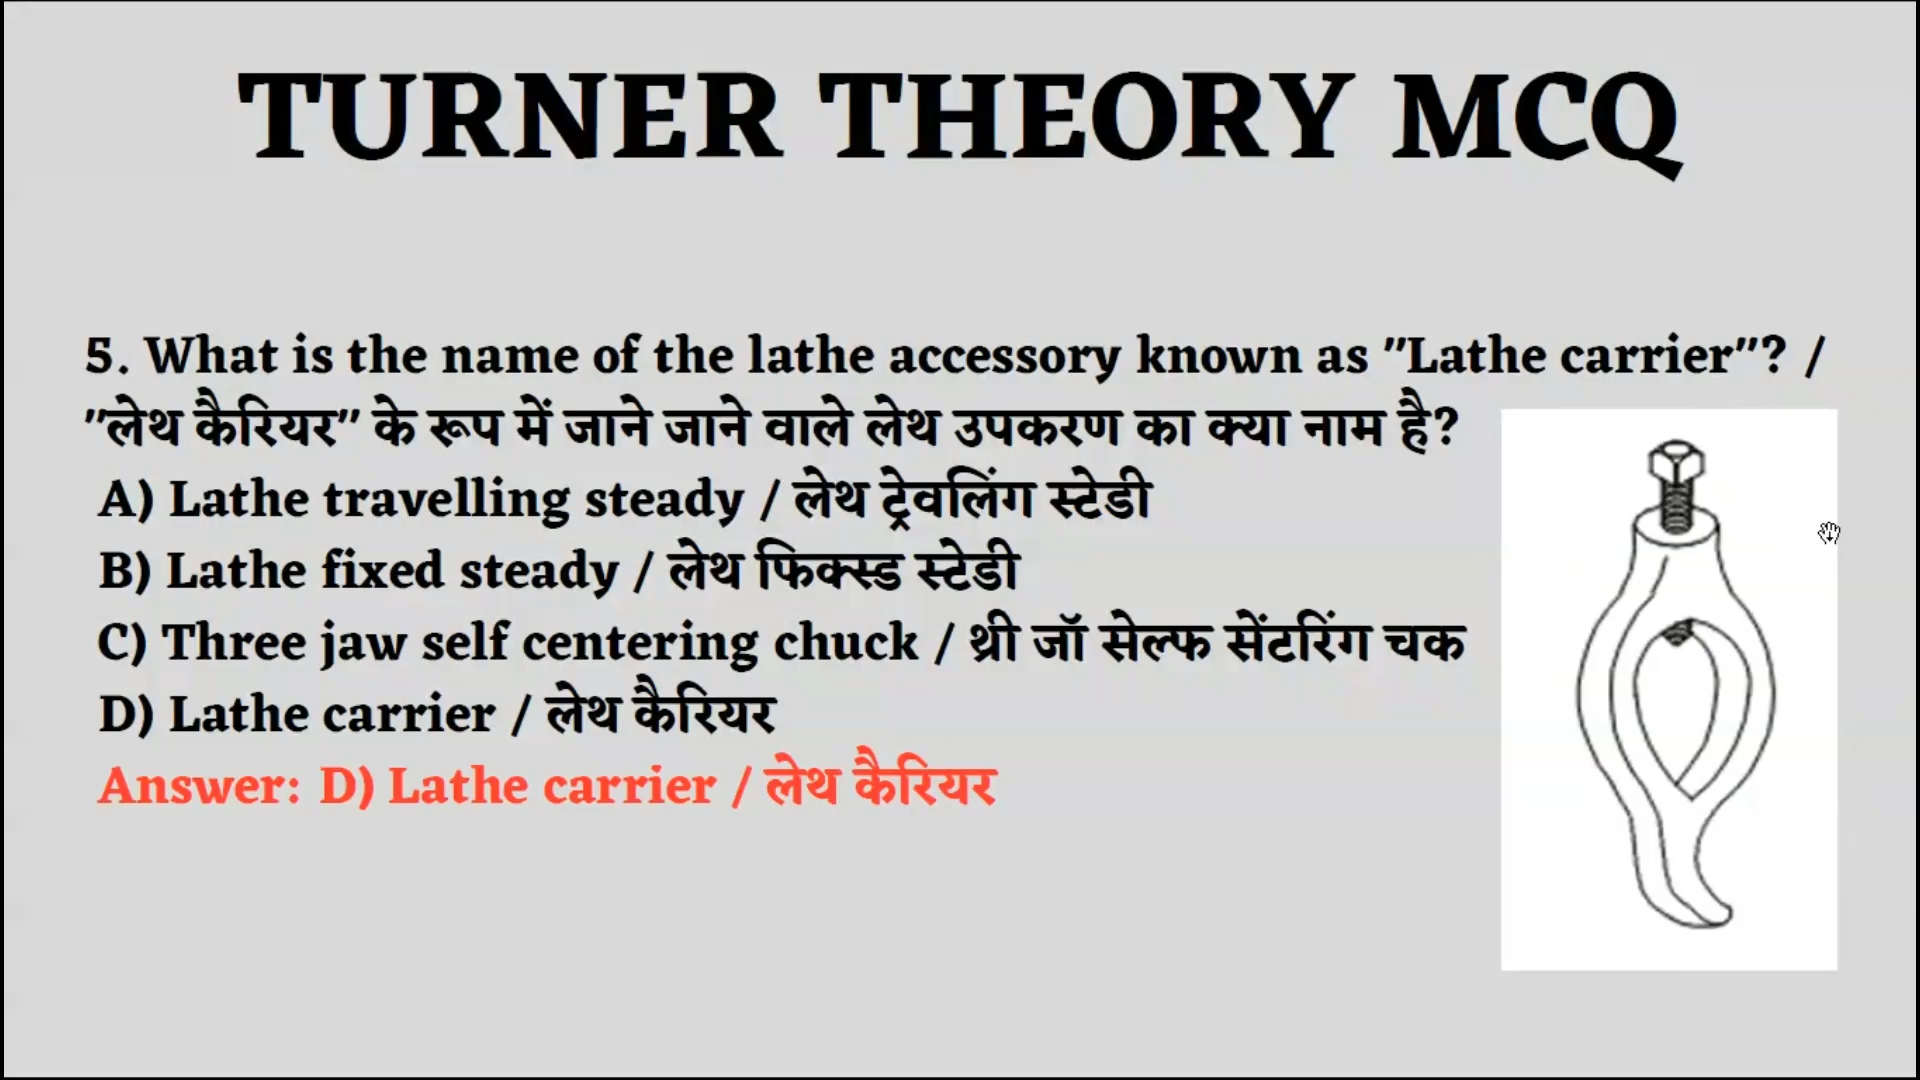 TURNER THEORY MCQ
5. What is the name of the lathe accessory known as "Lathe carrier"? /
"लेथ कैरियर" के रूप में जाने जाने वाले लेथ उपकरण का क्या नाम है?
A) Lathe travelling steady / लेथ ट्रेवलिंग स्टेडी
B) Lathe fixed steady / लेथ फिक्स्ड स्टेडी
C) Three jaw self centering chuck / थ्री जॉ सेल्फ सेंटरिंग चक
D) Lathe carrier / लेथ कैरियर
Answer: D) Lathe carrier / लेथ कैरियर